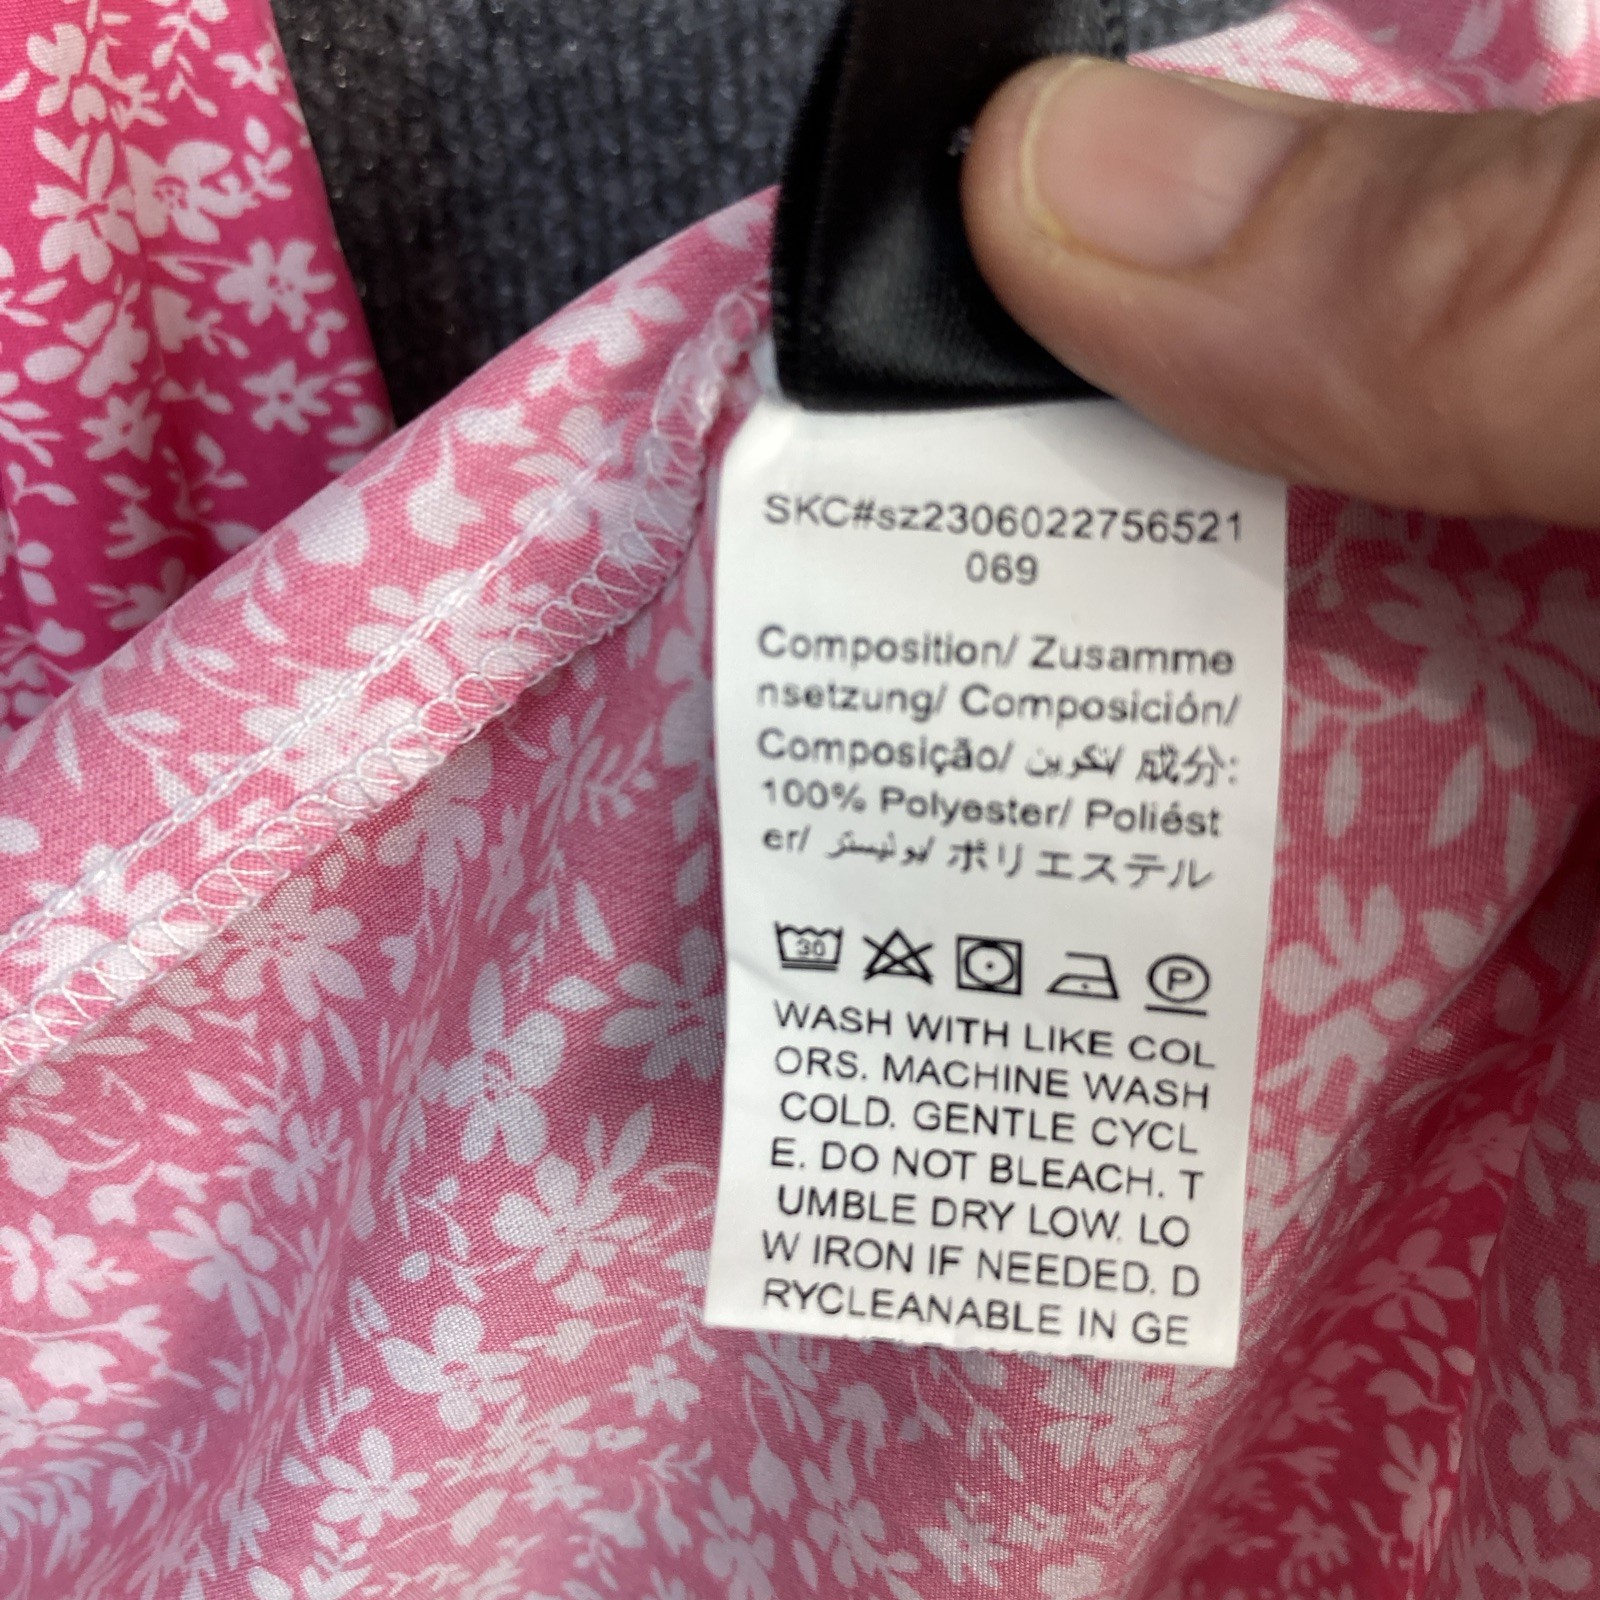 SKC#sz2306022756521
069
Composition/ Zusamme
nsetzung/ Composición/
Composição/ تكوين/ 成分:
100% Polyester/ Poliést
er/ بوليستر/ ポリエステル
30
P
WASH WITH LIKE COL
ORS. MACHINE WASH
COLD. GENTLE CYCL
E. DO NOT BLEACH. T
UMBLE DRY LOW. LO
W IRON IF NEEDED. D
RYCLEANABLE IN GE